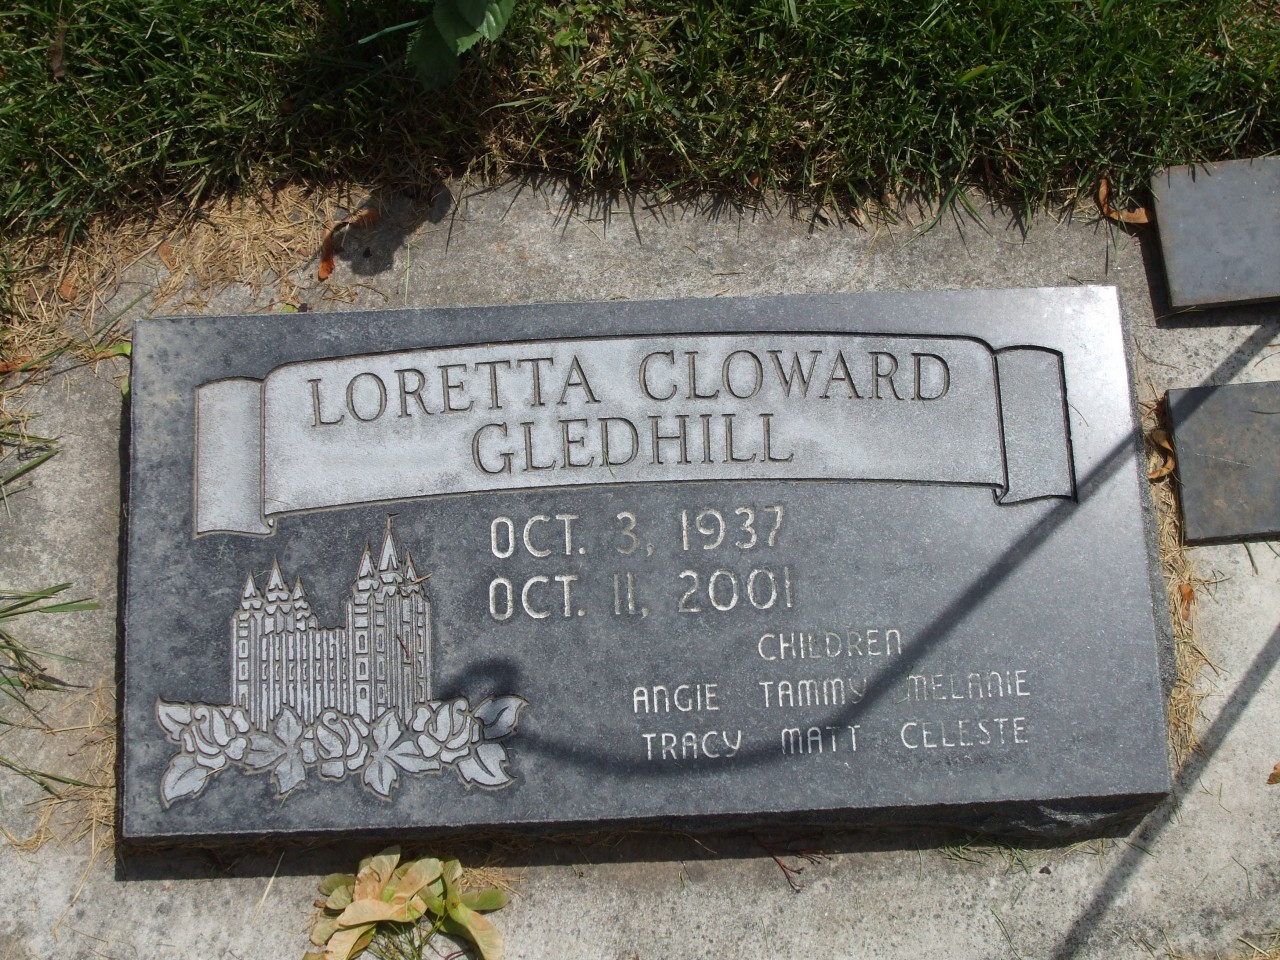 LORETTA CLOWARD
GLEDHILL
OCT. 3, 1937
OCT. 11, 2001
CHILDREN
ANGIE TAMMY MELANIE
TRACY MATT CELESTE